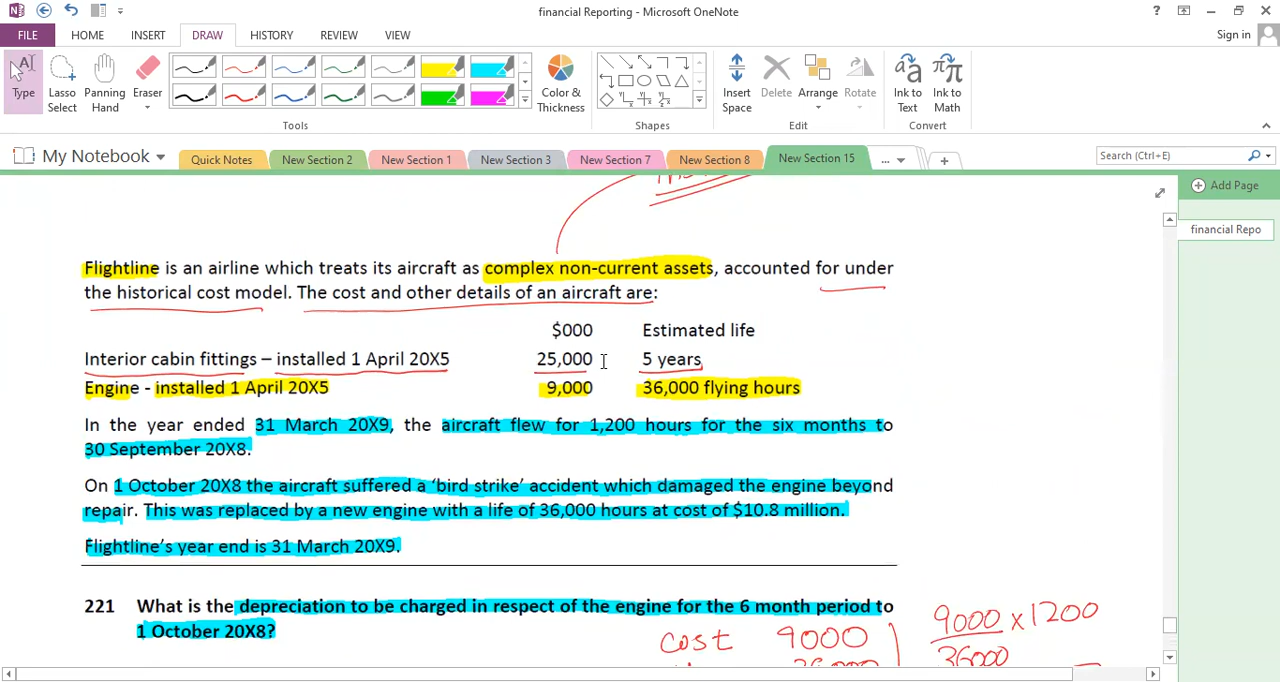 financial Reporting - Microsoft OneNote
? Sign in
FILE HOME INSERT DRAW HISTORY REVIEW VIEW
Type Lasso Select Panning Hand Eraser Color & Thickness Insert Space Delete Arrange Rotate Ink to Text Ink to Math
Tools Shapes Edit Convert
My Notebook Quick Notes New Section 2 New Section 1 New Section 3 New Section 7 New Section 8 New Section 15 ... + Search (Ctrl+E)
Add Page
financial Repo
Flightline is an airline which treats its aircraft as complex non-current assets, accounted for under
the historical cost model. The cost and other details of an aircraft are:
$000 Estimated life
Interior cabin fittings – installed 1 April 20X5 25,000 5 years
Engine - installed 1 April 20X5 9,000 36,000 flying hours
In the year ended 31 March 20X9, the aircraft flew for 1,200 hours for the six months to
30 September 20X8.
On 1 October 20X8 the aircraft suffered a ‘bird strike’ accident which damaged the engine beyond
repair. This was replaced by a new engine with a life of 36,000 hours at cost of $10.8 million.
Flightline’s year end is 31 March 20X9.
221 What is the depreciation to be charged in respect of the engine for the 6 month period to
1 October 20X8?
cost 9000
9000 x 1200
36000